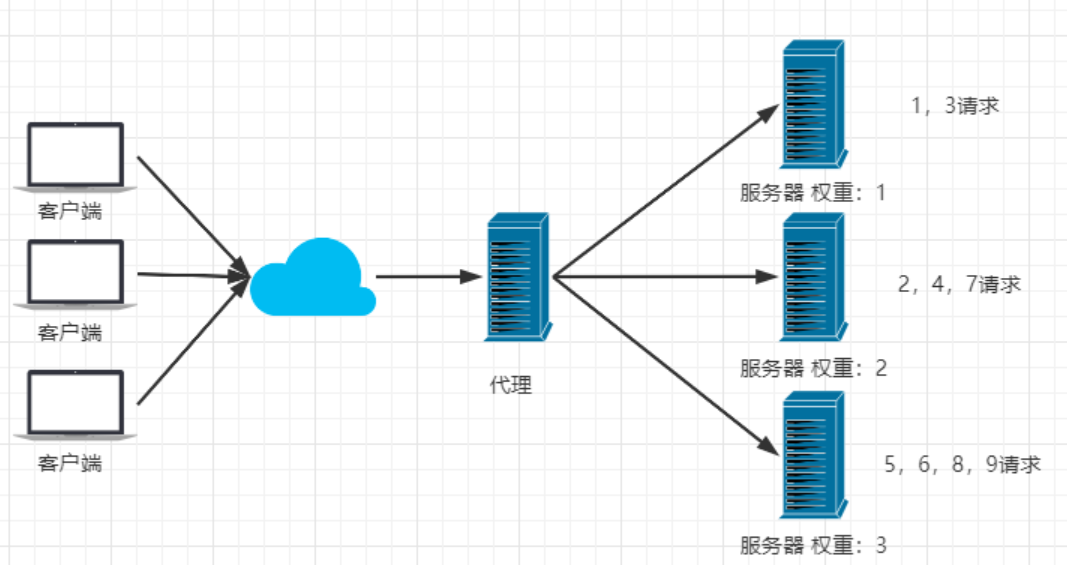 客户端
客户端
客户端
代理
1，3请求
服务器 权重：1
2，4，7请求
服务器 权重：2
5，6，8，9请求
服务器 权重：3